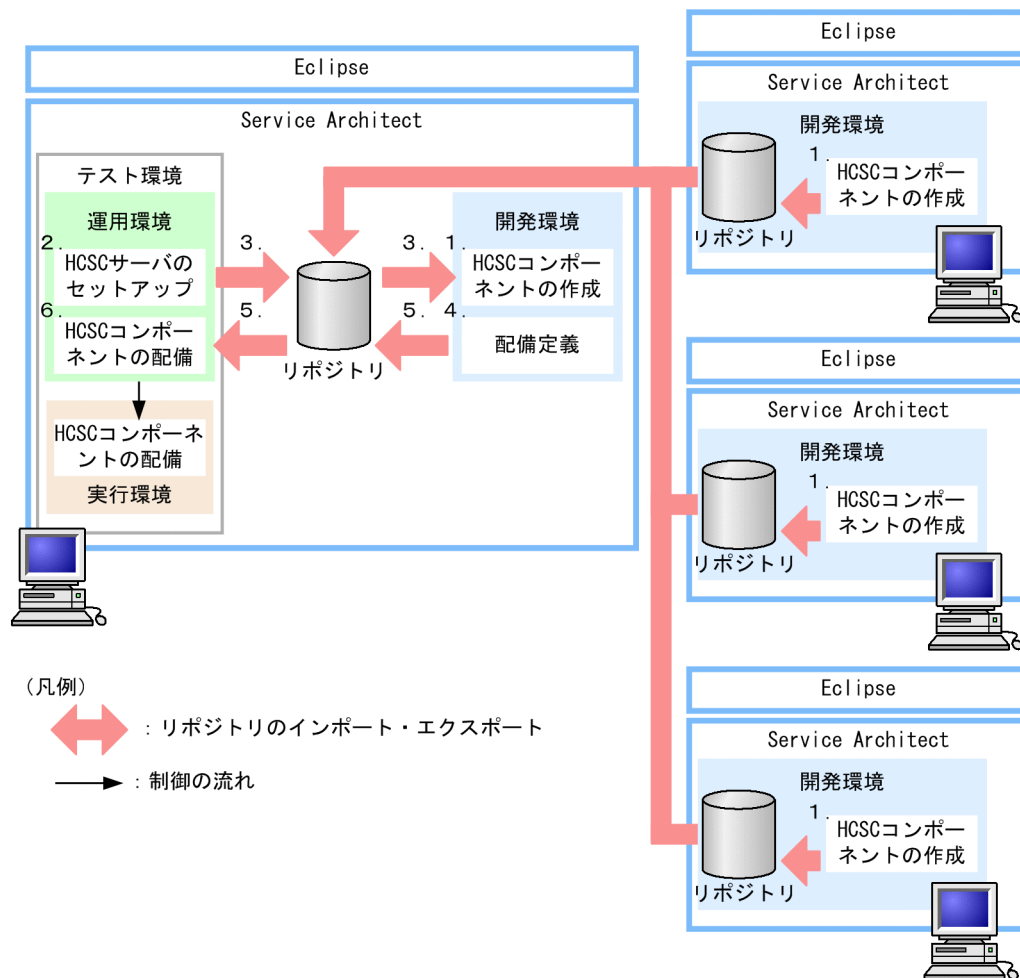 Eclipse
Service Architect
テスト環境
運用環境
2.
HCSCサーバの
セットアップ
3.
6.
HCSCコンポー
ネントの配備
5.
HCSCコンポーネ
ントの配備
実行環境
リポジトリ
開発環境
3. 1.
HCSCコンポー
ネントの作成
5. 4.
配備定義
Eclipse
Service Architect
開発環境
1.
HCSCコンポー
ネントの作成
リポジトリ
Eclipse
Service Architect
開発環境
1.
HCSCコンポー
ネントの作成
リポジトリ
Eclipse
Service Architect
開発環境
1.
HCSCコンポー
ネントの作成
リポジトリ
(凡例)
：リポジトリのインポート・エクスポート
：制御の流れ